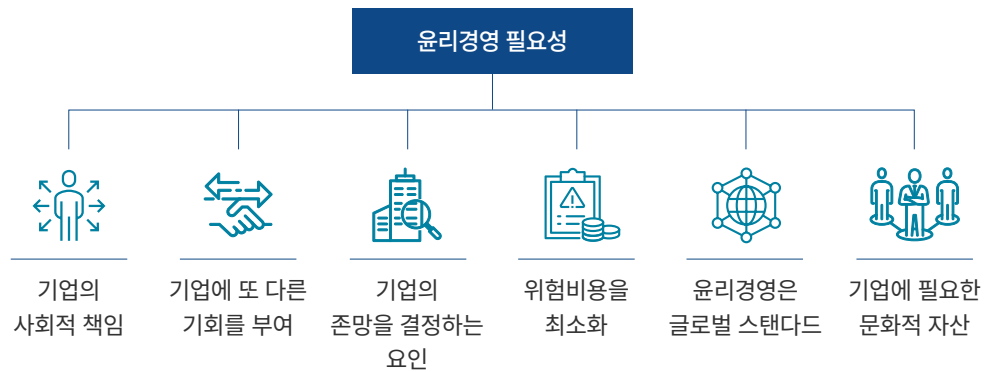 윤리경영 필요성
기업의
사회적 책임
기업에 또 다른
기회를 부여
기업의
존망을 결정하는
요인
위험비용을
최소화
윤리경영은
글로벌 스탠다드
기업에 필요한
문화적 자산